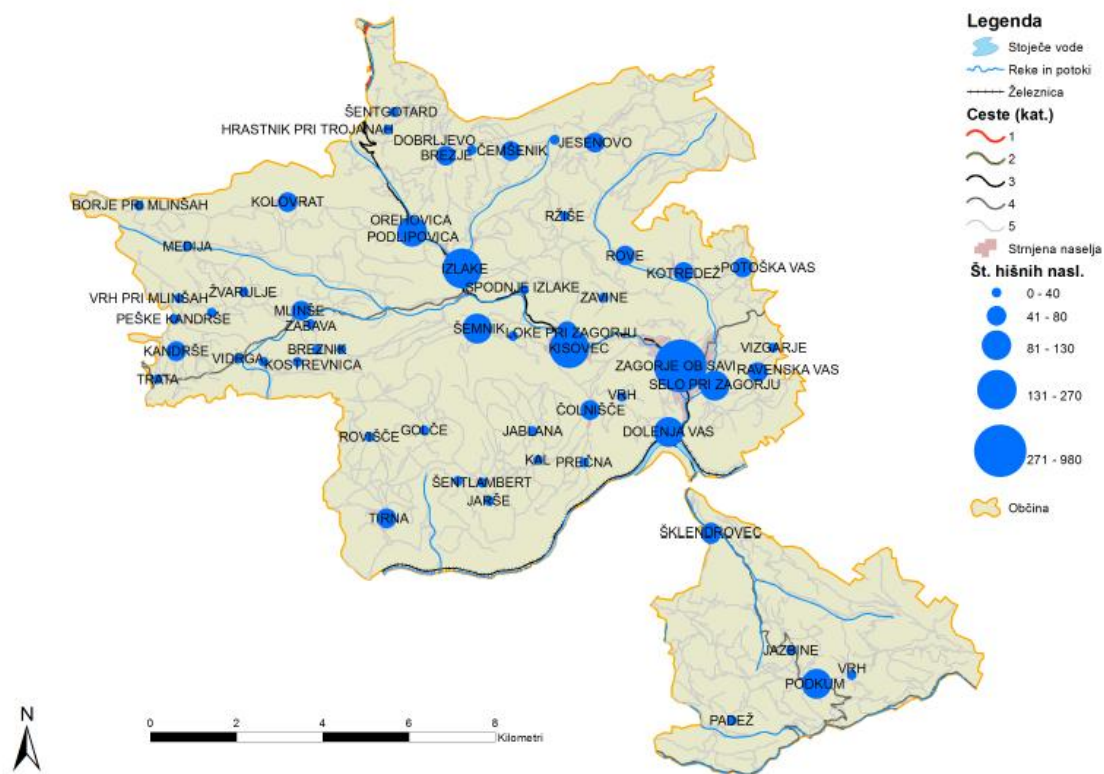 Legenda
Stoječe vode
Reke in potoki
Železnica
Ceste (kat.)
1
2
3
4
5
Strnjena naselja
Št. hišnih nasl.
0 - 40
41 - 80
81 - 130
131 - 270
271 - 980
Občina
ŠENTGOTARD
HRASTNIK PRI TROJANAH
DOBRLJEVO
JESENOVO
BREZJE
ČEMŠENIK
BORJE PRI MLINŠAH
KOLOVRAT
OREHOVICA
RŽIŠE
PODLIPOVICA
MEDIJA
ROVE
IZLAKE
KOTREDEŽ
POTOŠKA VAS
SPODNJE IZLAKE
ŽVARULJE
VRH PRI MLINŠAH
ZAVINE
MLINŠE
PEŠKE KANDRŠE
ZABAVA
ŠEMNIK
LOKE PRI ZAGORJU
KANDRŠE
BREZNIK
KISOVEC
VIZGARJE
VIDRGA
KOSTREVNICA
ZAGORJE OB SAVI
RAVENSKA VAS
TRATA
SELO PRI ZAGORJU
VRH
ČOLNIŠČE
ROVIŠČE
GOLČE
JABLANA
DOLENJA VAS
KAL
PREČNA
ŠENTLAMBERT
JARŠE
TIRNA
ŠKLENDROVEC
JAZBINE
VRH
PODKUM
PADEŽ
N
0
2
4
6
8
Kilometri